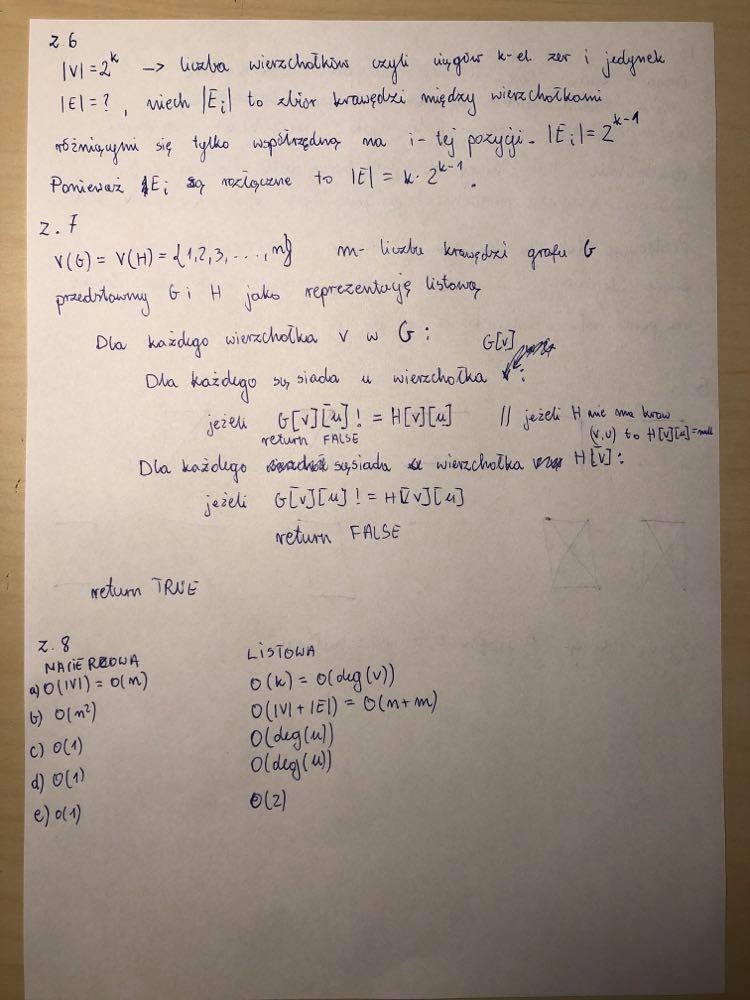 z.6
|V|=2^k —> liczba wierzchołków czyli ciągów k-el. zer i jedynek
|E|=? , niech |E_i| to zbiór krawędzi między wierzchołkami
różniącymi się tylko współrzędną na i-tej pozycji. |E_i|=2^{k-1}
Ponieważ E_i są rozłączne to |E| = k·2^{k-1}.
z.7
V(G) = V(H) = {1,2,3,...,n} m- liczba krawędzi grafu G
przedstawmy G i H jako reprezentację listową
Dla każdego wierzchołka v w G:
G[v]
Dla każdego sąsiada u wierzchołka :
jeżeli G[v][u] != H[v][u] // jeżeli H nie ma kraw
(v,u) to H[v][u]=null
return FALSE
Dla każdego sąsiada wierzchołka H[v]:
jeżeli G[v][u] != H[v][u]
return FALSE
return TRUE
z.8
MACIERZOWA LISTOWA
a) O(|V|) = O(n) O(k) = O(deg(v))
b) O(n²) O(|V|+|E|) = O(n+m)
c) O(1) O(deg(u))
d) O(1) O(deg(u))
e) O(1) O(2)